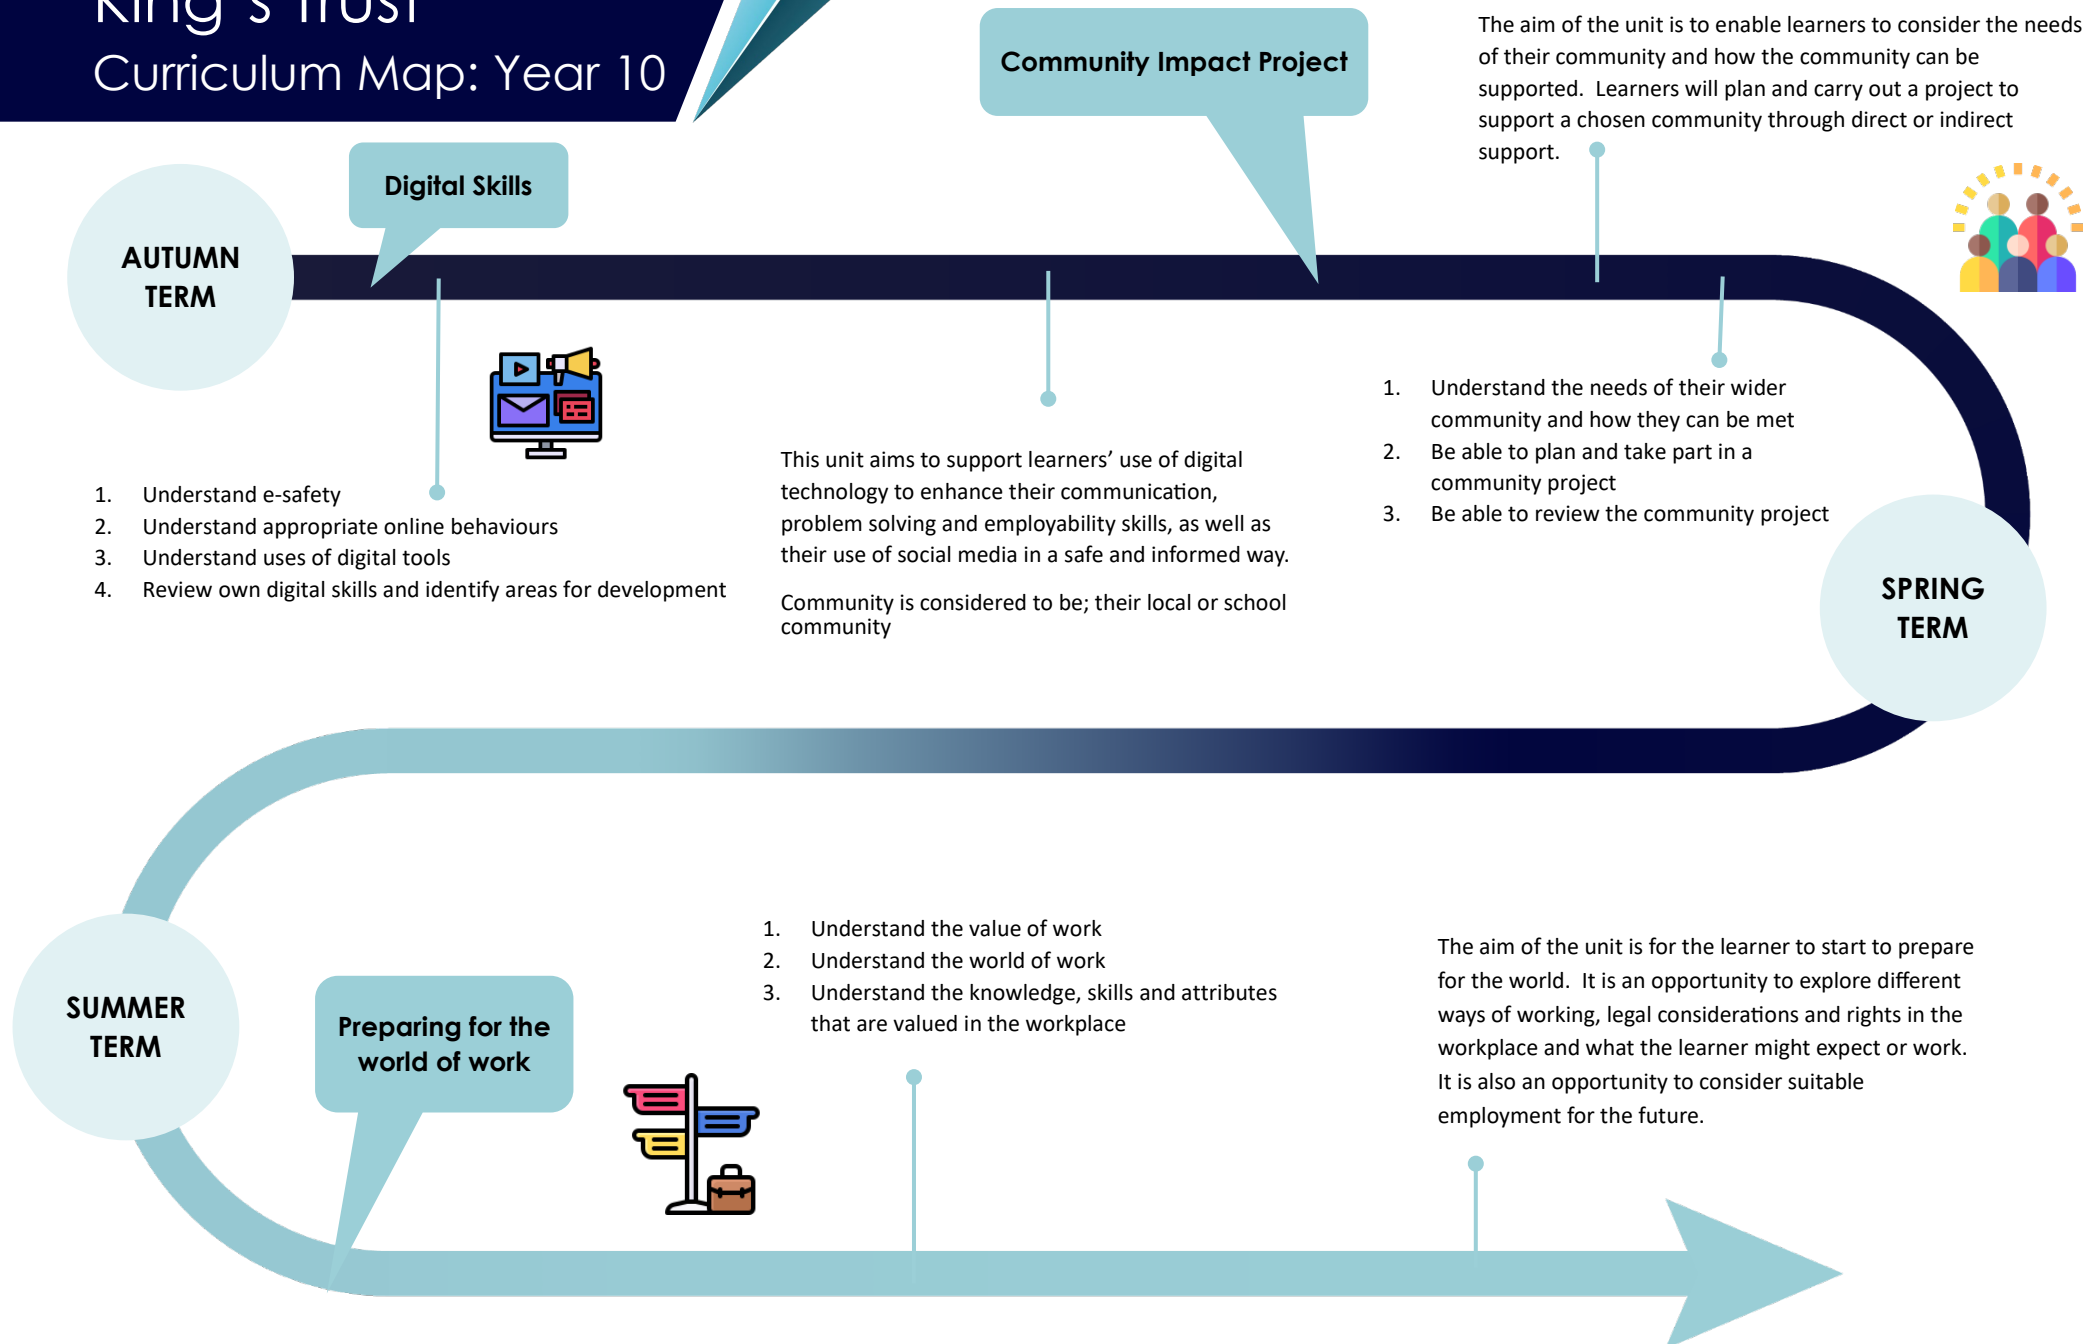 King's Trust
Curriculum Map: Year 10
Community Impact Project
The aim of the unit is to enable learners to consider the needs
of their community and how the community can be
supported.  Learners will plan and carry out a project to
support a chosen community through direct or indirect
support.
Digital Skills
AUTUMN
TERM
1. Understand e-safety
2. Understand appropriate online behaviours
3. Understand uses of digital tools
4. Review own digital skills and identify areas for development
This unit aims to support learners’ use of digital
technology to enhance their communication,
problem solving and employability skills, as well as
their use of social media in a safe and informed way.
Community is considered to be; their local or school
community
1. Understand the needs of their wider
community and how they can be met
2. Be able to plan and take part in a
community project
3. Be able to review the community project
SPRING
TERM
SUMMER
TERM
Preparing for the
world of work
1. Understand the value of work
2. Understand the world of work
3. Understand the knowledge, skills and attributes
that are valued in the workplace
The aim of the unit is for the learner to start to prepare
for the world.  It is an opportunity to explore different
ways of working, legal considerations and rights in the
workplace and what the learner might expect or work.
It is also an opportunity to consider suitable
employment for the future.